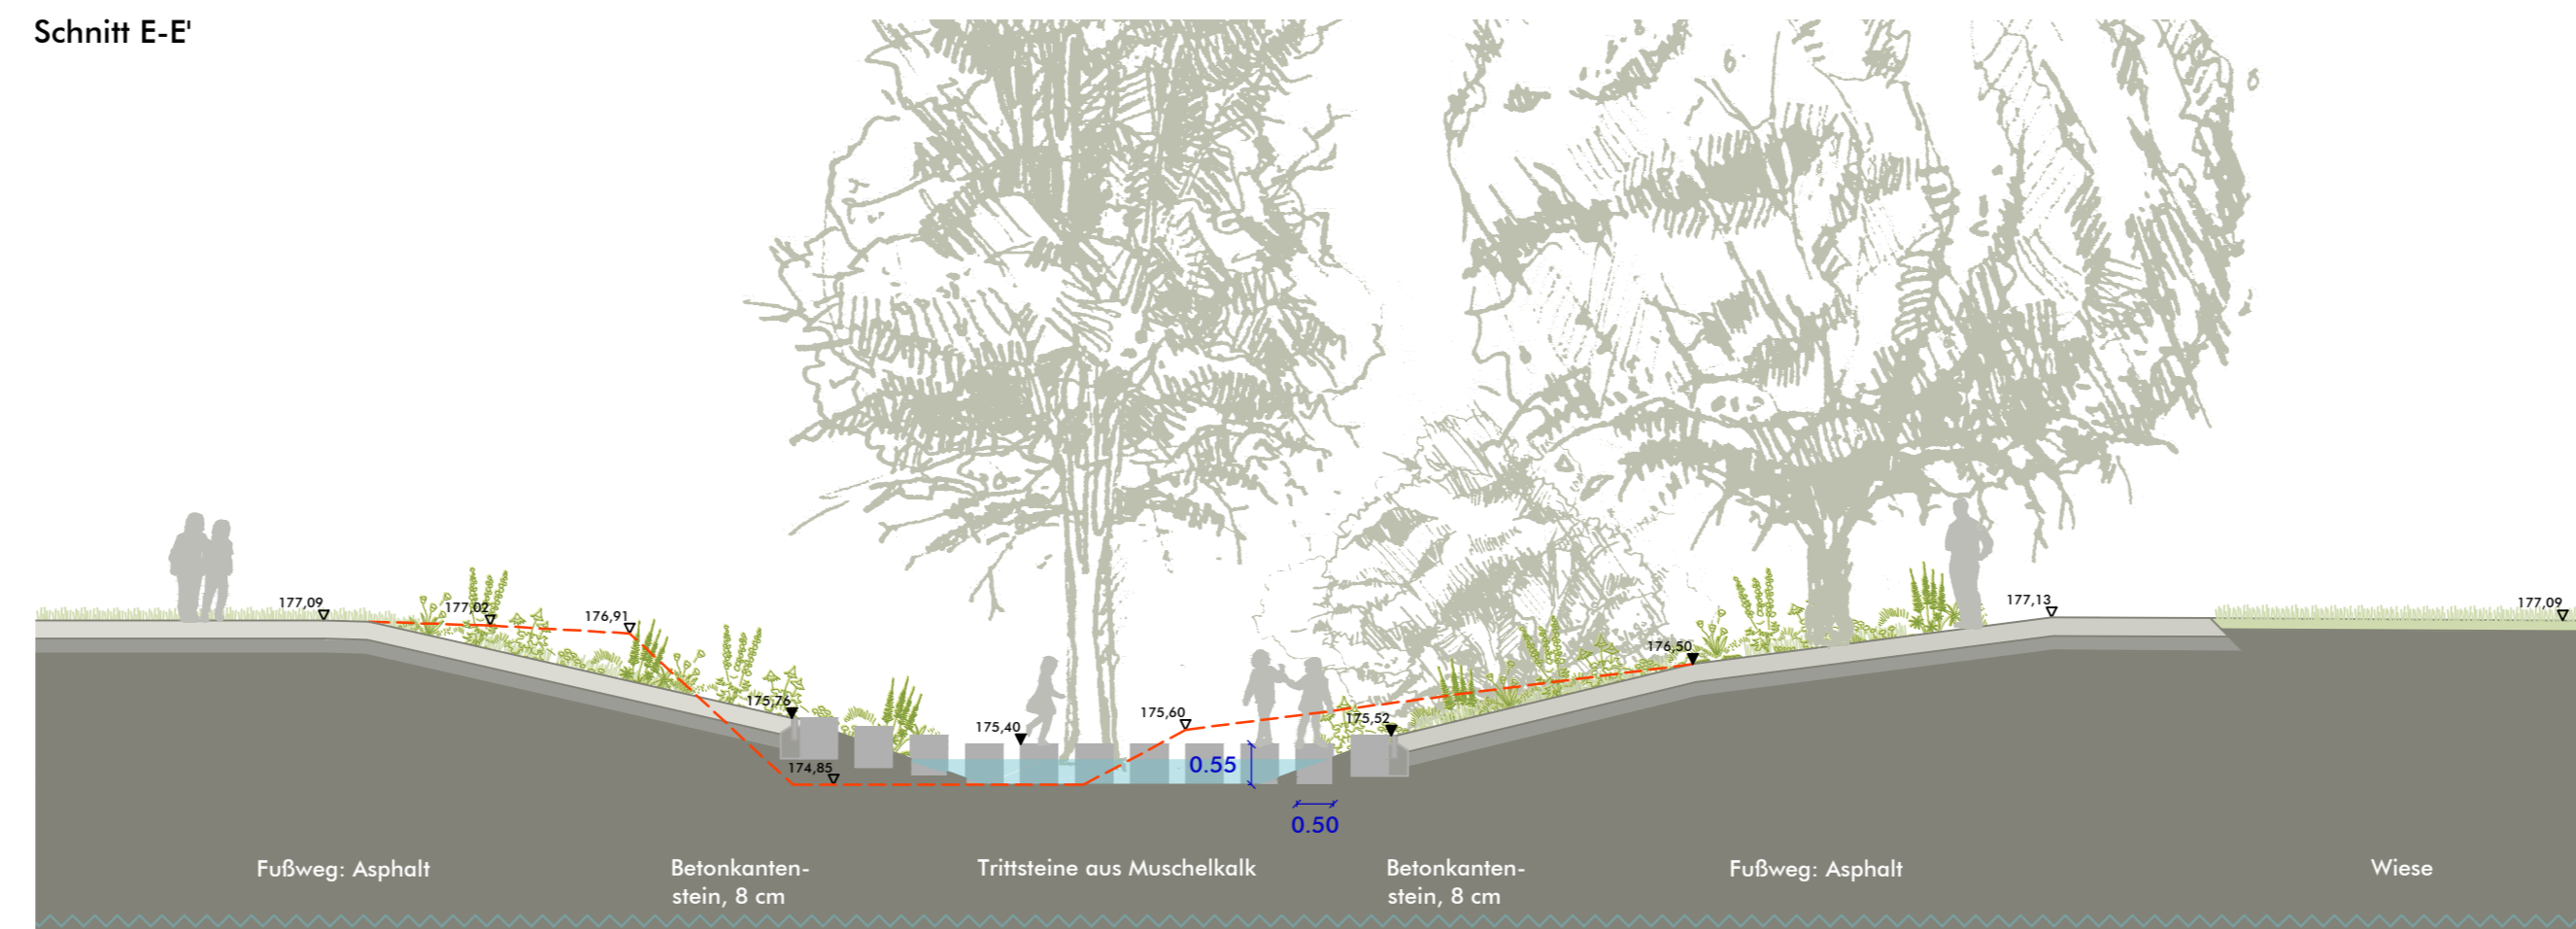 Schnitt E-E'
177,09
177,02
176,91
175,76
174,85
175,40
175,60
0.55
0.50
175,52
176,50
177,13
177,09
Fußweg: Asphalt
Betonkanten-
stein, 8 cm
Trittsteine aus Muschelkalk
Betonkanten-
stein, 8 cm
Fußweg: Asphalt
Wiese